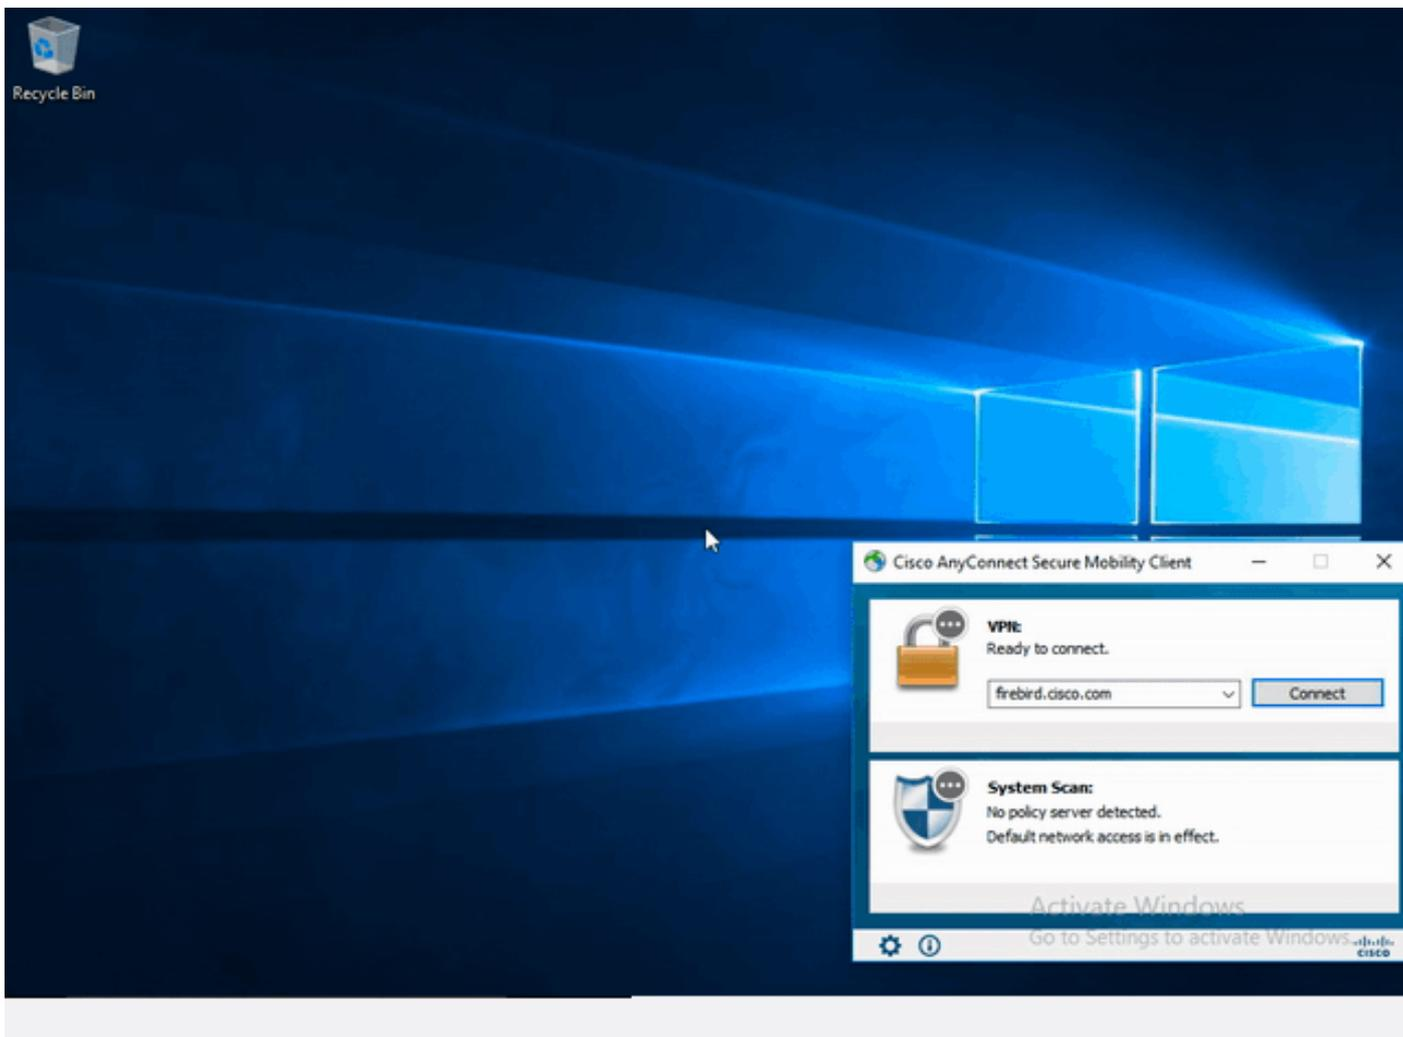 Recycle Bin
Cisco AnyConnect Secure Mobility Client
VPN:
Ready to connect.
firebird.cisco.com
Connect
System Scan:
No policy server detected.
Default network access is in effect.
Activate Windows
Go to Settings to activate Windows.
CISCO